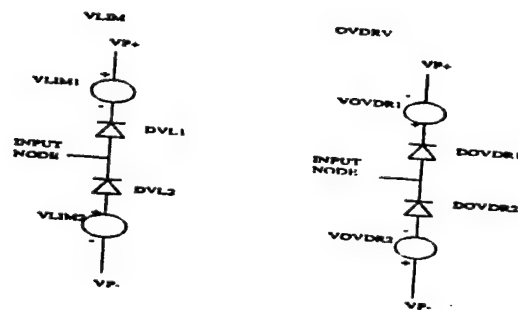 VLIM
VP+
VLIM1
DVL1
INPUT
NODE
DVL2
VLIM2
VP-
OVDRV
VP+
VOVDR1
DOVDR1
INPUT
NODE
DOVDR2
VOVDR2
VP-